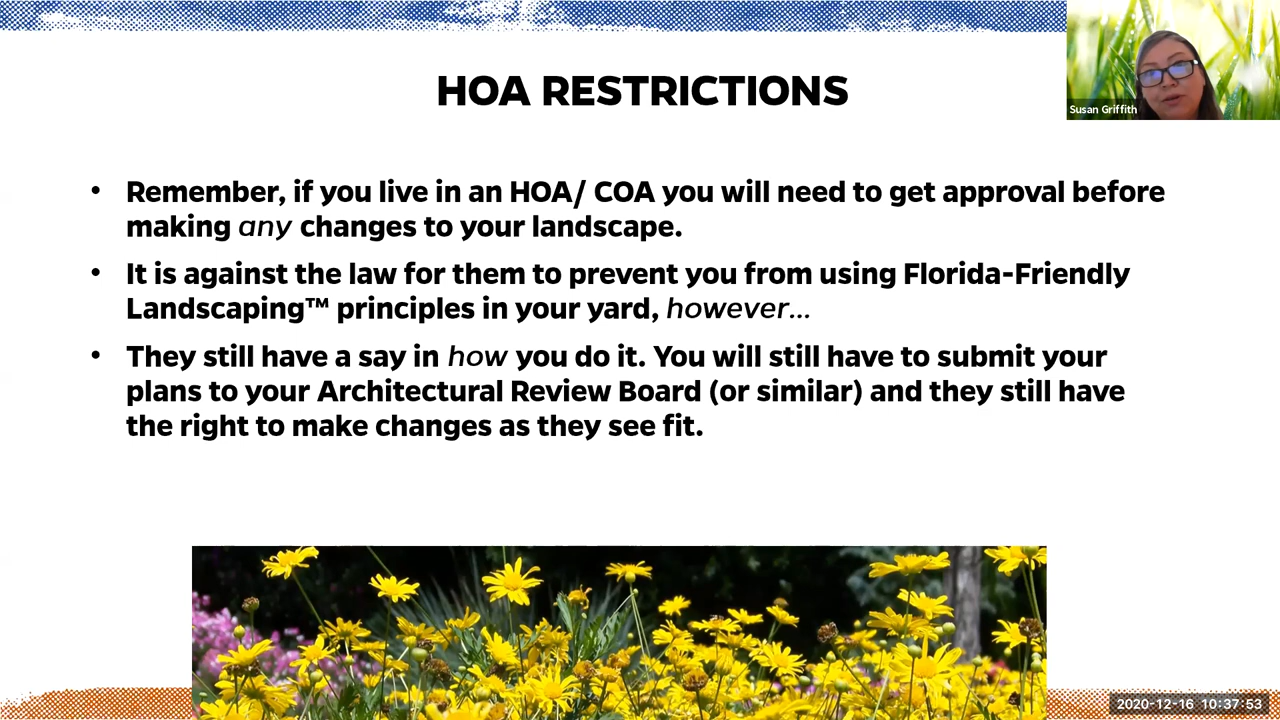 HOA RESTRICTIONS
Susan Griffith
• Remember, if you live in an HOA/ COA you will need to get approval before
making any changes to your landscape.
• It is against the law for them to prevent you from using Florida-Friendly
Landscaping™ principles in your yard, however...
• They still have a say in how you do it. You will still have to submit your
plans to your Architectural Review Board (or similar) and they still have
the right to make changes as they see fit.
2020-12-16 10:37:53